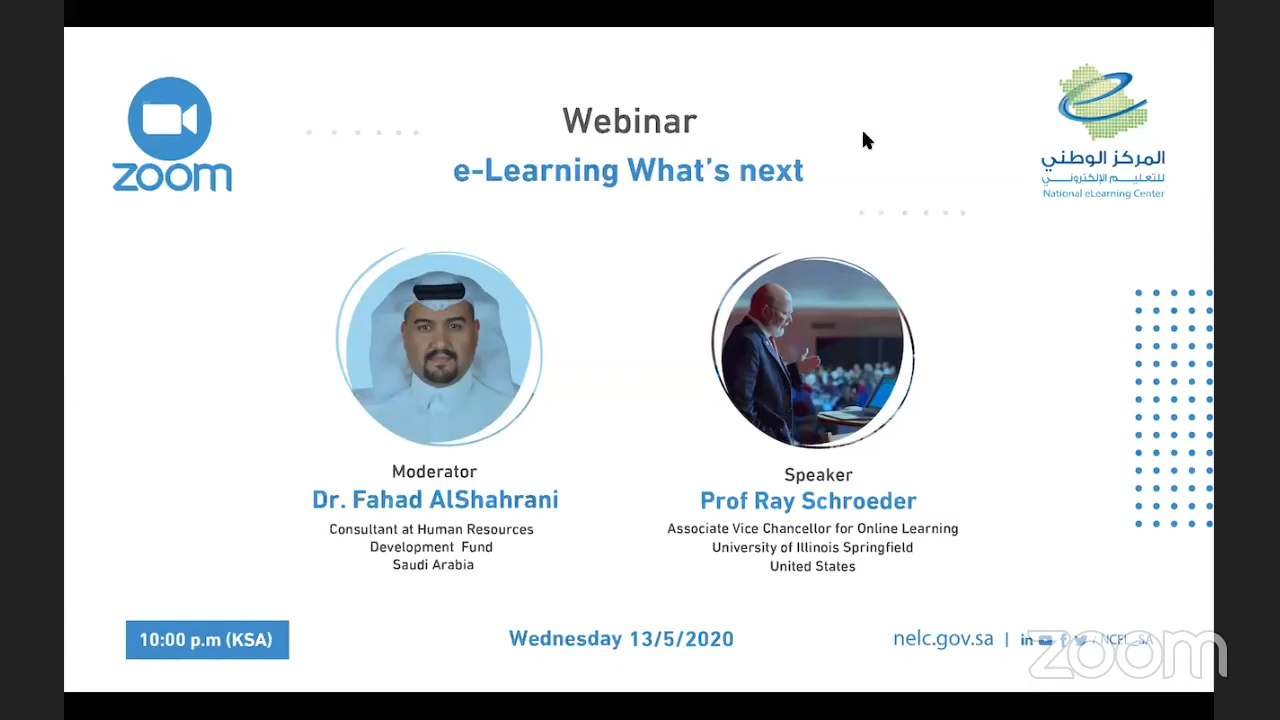 zoom
Webinar
e-Learning What's next
المركز الوطني
للتعليم الإلكتروني
National eLearning Center
Moderator
Dr. Fahad AlShahrani
Consultant at Human Resources
Development Fund
Saudi Arabia
Speaker
Prof Ray Schroeder
Associate Vice Chancellor for Online Learning
University of Illinois Springfield
United States
10:00 p.m (KSA)
Wednesday 13/5/2020
nelc.gov.sa | in f / NCEL_SA
zoom